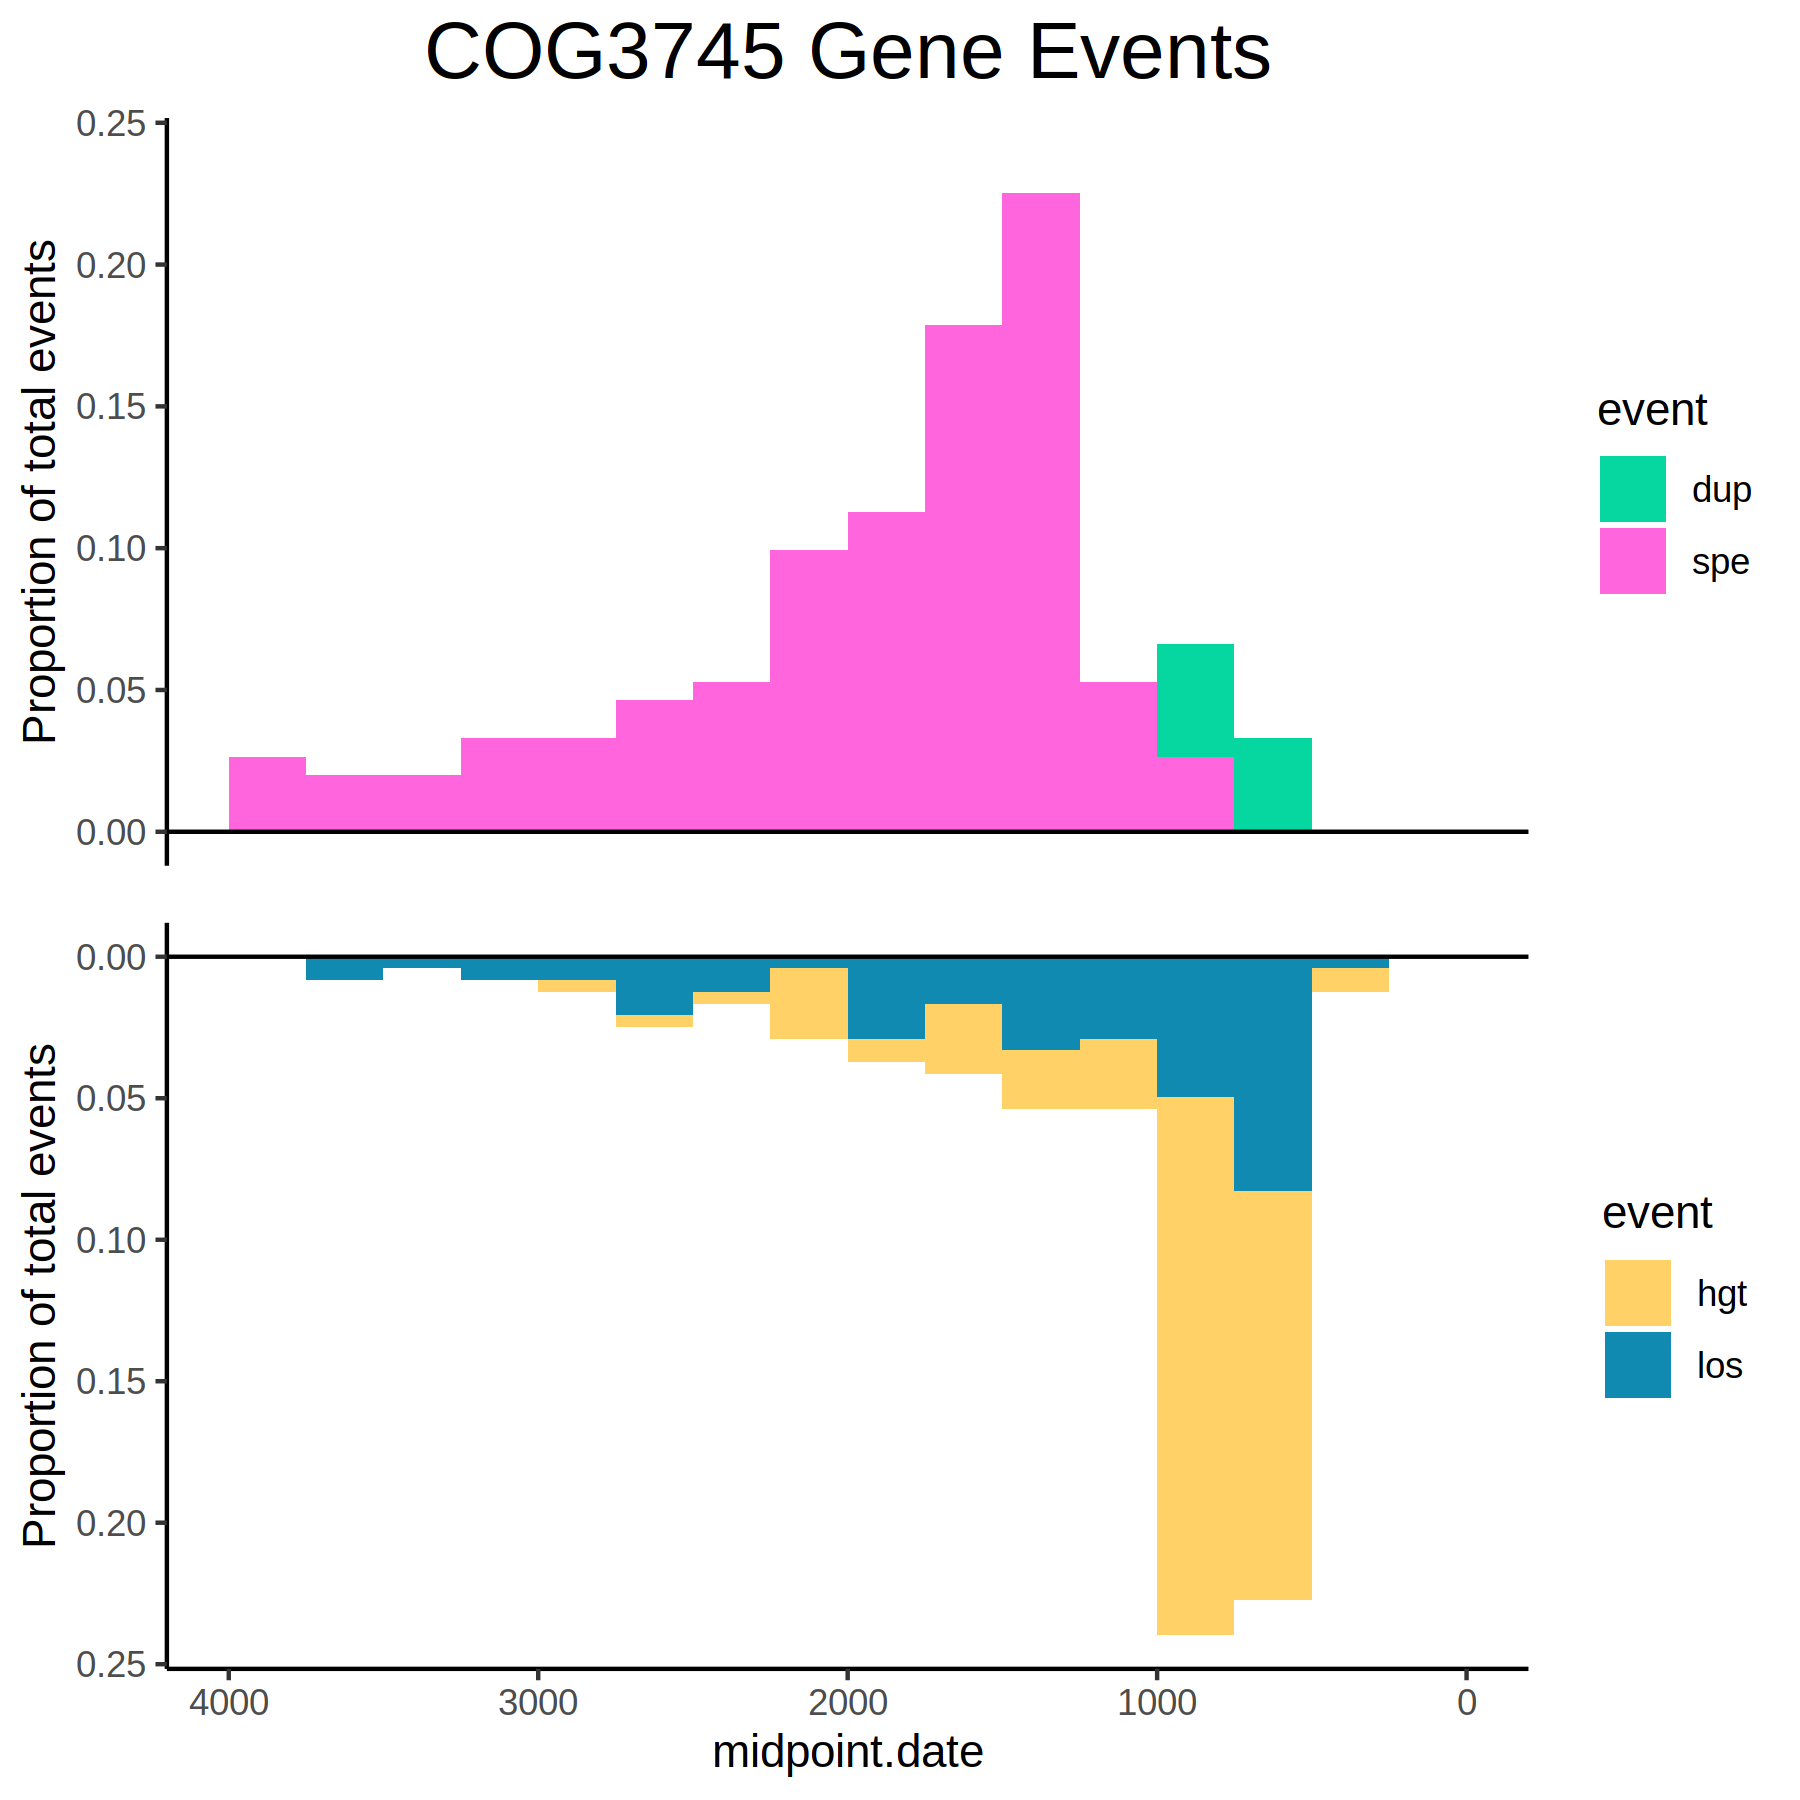 COG3745 Gene Events
Proportion of total events
0.25
0.20
0.15
0.10
0.05
0.00
event
dup
spe
Proportion of total events
0.00
0.05
0.10
0.15
0.20
0.25
event
hgt
los
4000 3000 2000 1000 0
midpoint.date